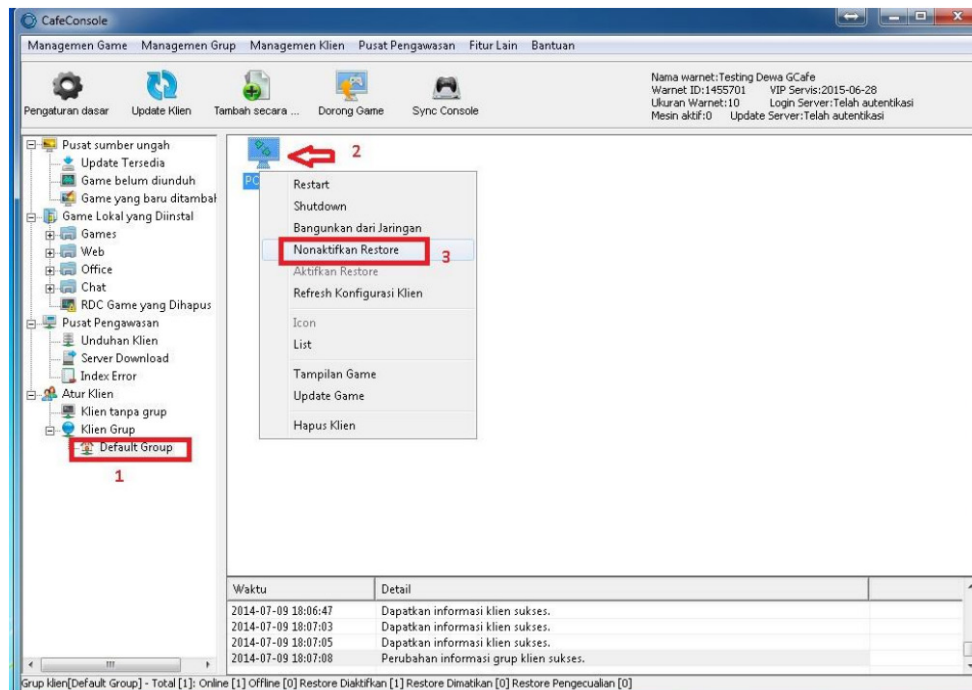 CafeConsole
Managemen Game Managemen Grup Managemen Klien Pusat Pengawasan Fitur Lain Bantuan
Pengaturan dasar Update Klien Tambah secara ... Dorong Game Sync Console
Nama warnet:Testing Dewa GCafe
Warnet ID:1455701 VIP Servis:2015-06-28
Ukuran Warnet:10 Login Server:Telah autentikasi
Mesin aktif:0 Update Server:Telah autentikasi
Pusat sumber ungah
Update Tersedia
Game belum diunduh
Game yang baru ditambah
Game Lokal yang Diinstal
Games
Web
Office
Chat
RDC Game yang Dihapus
Pusat Pengawasan
Unduhan Klien
Server Download
Index Error
Atur Klien
Klien tanpa grup
Klien Grup
Default Group
1
2
PC
Restart
Shutdown
Bangunkan dari Jaringan
Nonaktifkan Restore
3
Aktifkan Restore
Refresh Konfigurasi Klien
Icon
List
Tampilan Game
Update Game
Hapus Klien
Waktu Detail
2014-07-09 18:06:47 Dapatkan informasi klien sukses.
2014-07-09 18:07:03 Dapatkan informasi klien sukses.
2014-07-09 18:07:05 Dapatkan informasi klien sukses.
2014-07-09 18:07:08 Perubahan informasi grup klien sukses.
Grup klien[Default Group] - Total [1]: Online [1] Offline [0] Restore Diaktifkan [1] Restore Dimatikan [0] Restore Pengecualian [0]